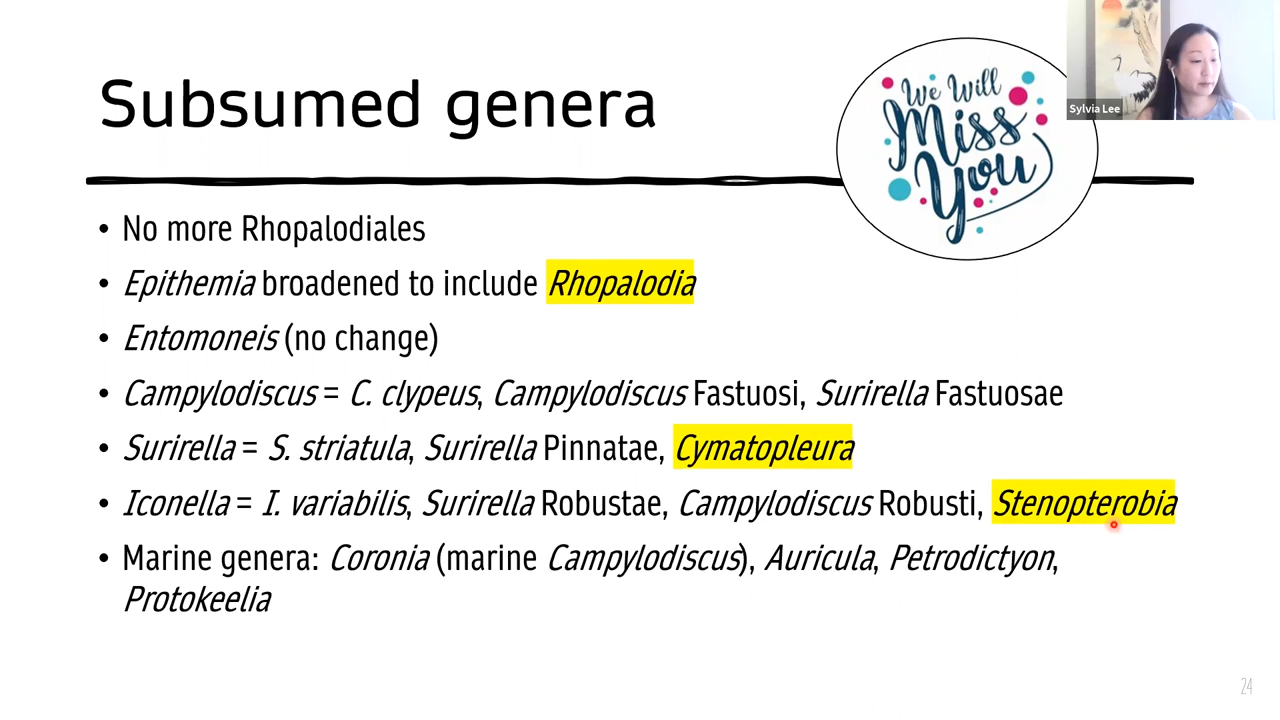 Subsumed genera
We Will
Miss
You
Sylvia Lee
• No more Rhopalodiales
• Epithemia broadened to include Rhopalodia
• Entomoneis (no change)
• Campylodiscus = C. clypeus, Campylodiscus Fastuosi, Surirella Fastuosae
• Surirella = S. striatula, Surirella Pinnatae, Cymatopleura
• Iconella = I. variabilis, Surirella Robustae, Campylodiscus Robusti, Stenopterobia
• Marine genera: Coronia (marine Campylodiscus), Auricula, Petrodictyon,
Protokeelia
24